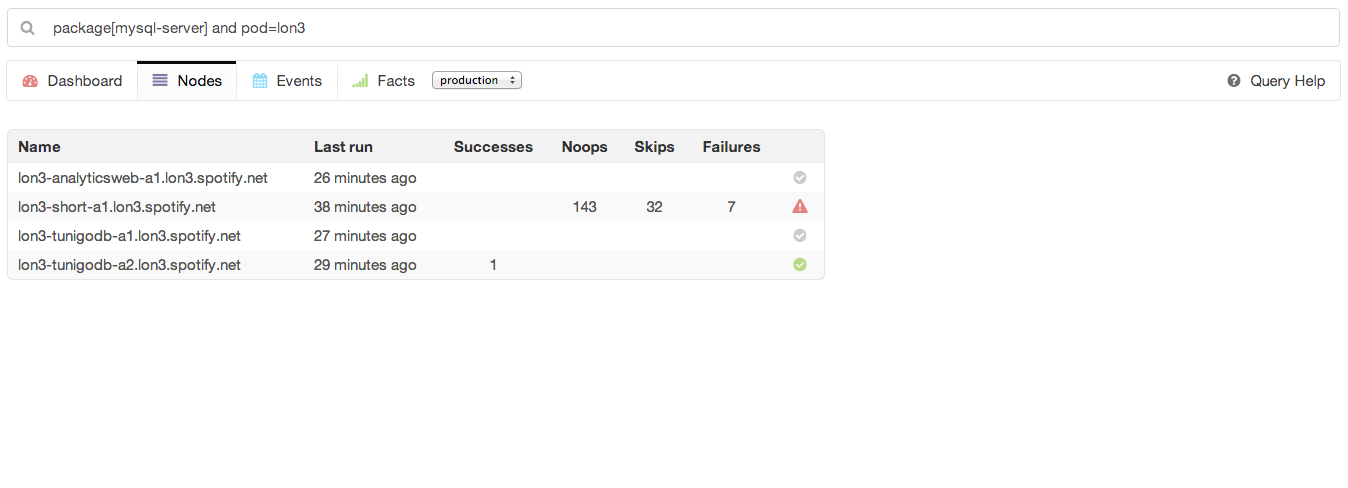 package[mysql-server] and pod=lon3
Dashboard Nodes Events Facts production Query Help
Name Last run Successes Noops Skips Failures
lon3-analyticsweb-a1.lon3.spotify.net 26 minutes ago
lon3-short-a1.lon3.spotify.net 38 minutes ago 143 32 7
lon3-tunigodb-a1.lon3.spotify.net 27 minutes ago
lon3-tunigodb-a2.lon3.spotify.net 29 minutes ago 1